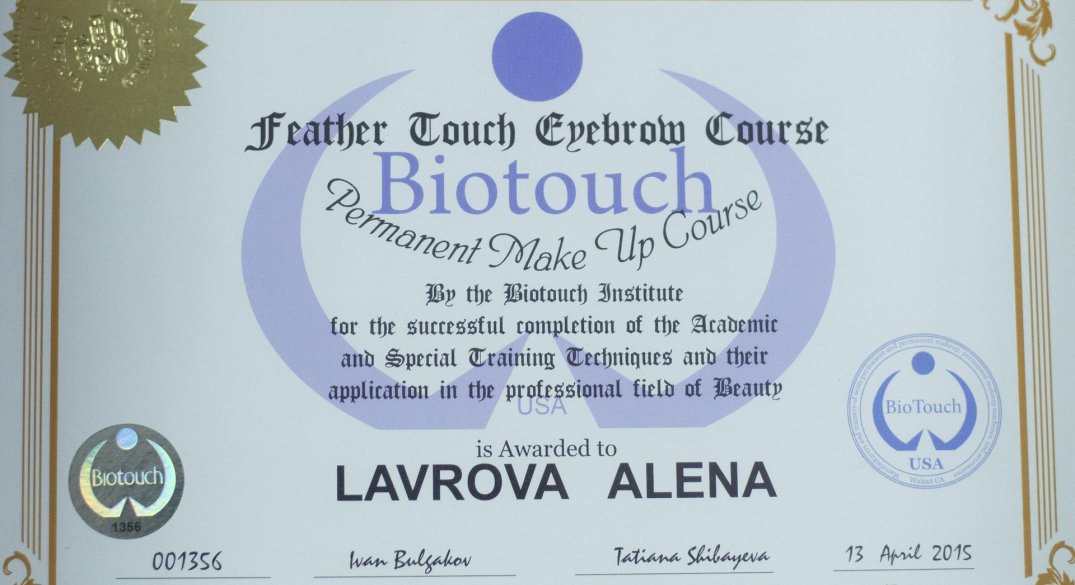 Feather Touch Eyebrow Course
Biotouch
Permanent Make Up Course
By the Biotouch Institute
for the successful completion of the Academic
and Special Training Techniques and their
application in the professional field of Beauty
USA
is Awarded to
LAVROVA ALENA
Biotouch
1356
BioTouch
USA
Walnut CA
001356
Ivan Bulgakov
Tatiana Shibayeva
13 April 2015